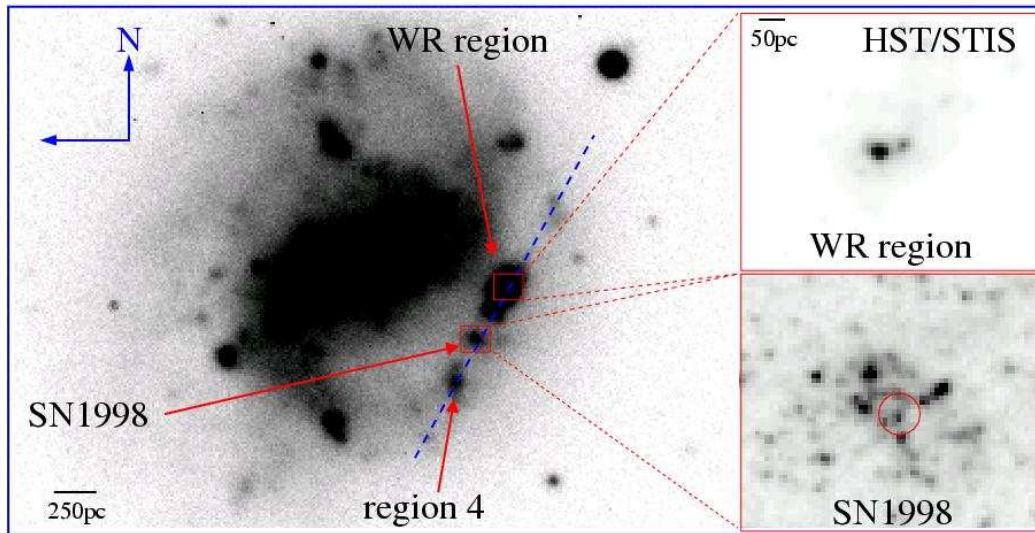 WR region
N
50pc
HST/STIS
WR region
SN1998
region 4
250pc
SN1998